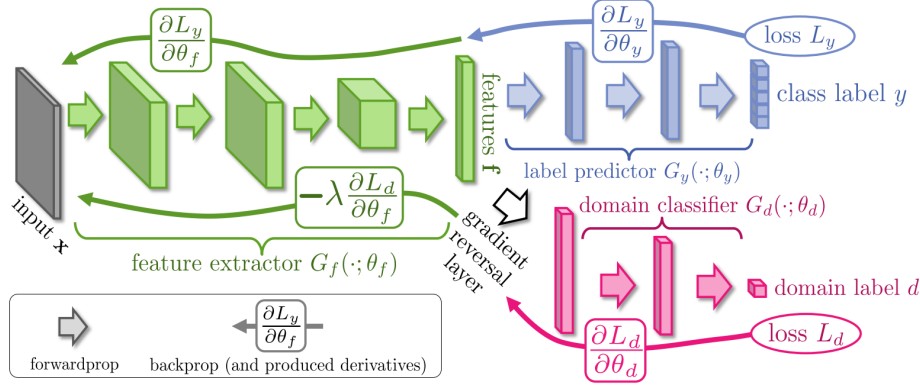 ∂L_y/∂θ_f
∂L_y/∂θ_y
loss L_y
class label y
features f
label predictor G_y(·;θ_y)
−λ ∂L_d/∂θ_f
input x
feature extractor G_f(·;θ_f)
gradient
reversal
layer
domain classifier G_d(·;θ_d)
domain label d
∂L_d/∂θ_d
loss L_d
∂L_y/∂θ_f
forwardprop
backprop (and produced derivatives)